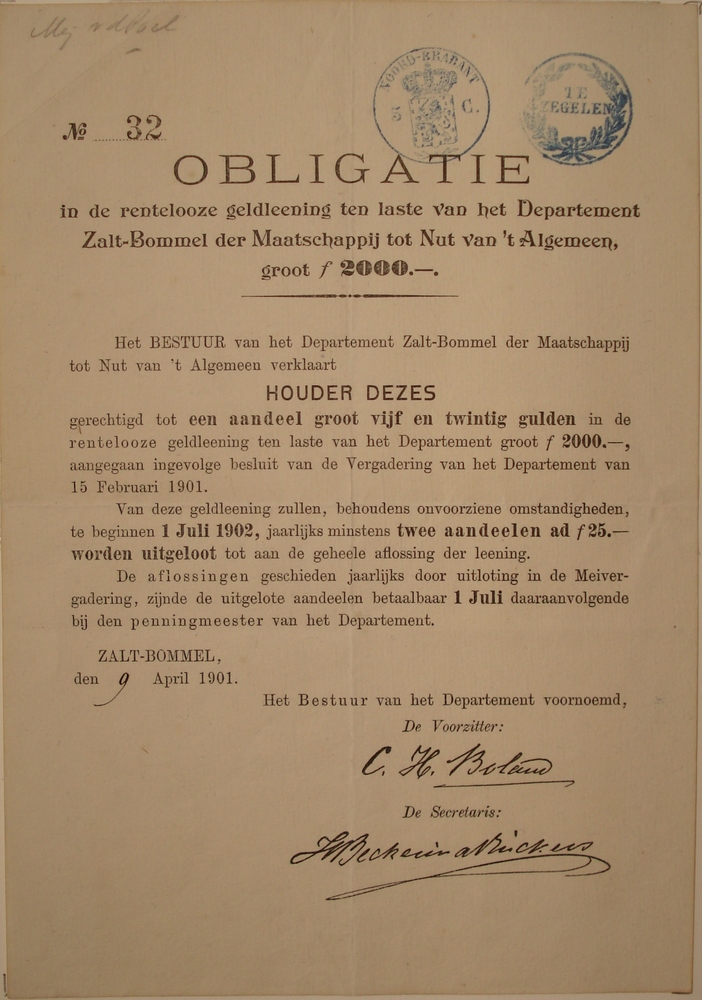 NOORD-BRABANT
5 C.
TE
ZEGELEN
№ 32
OBLIGATIE
in de rentelooze geldleening ten laste van het Departement
Zalt-Bommel der Maatschappij tot Nut van 't Algemeen,
groot f 2000.—.
Het BESTUUR van het Departement Zalt-Bommel der Maatschappij
tot Nut van 't Algemeen verklaart
HOUDER DEZES
gerechtigd tot een aandeel groot vijf en twintig gulden in de
rentelooze geldleening ten laste van het Departement groot f 2000.—,
aangegaan ingevolge besluit van de Vergadering van het Departement van
15 Februari 1901.
Van deze geldleening zullen, behoudens onvoorziene omstandigheden,
te beginnen 1 Juli 1902, jaarlijks minstens twee aandeelen ad f 25.—
worden uitgeloot tot aan de geheele aflossing der leening.
De aflossingen geschieden jaarlijks door uitloting in de Meiver-
gadering, zijnde de uitgelote aandeelen betaalbaar 1 Juli daaraanvolgende
bij den penningmeester van het Departement.
ZALT-BOMMEL,
den 9 April 1901.
Het Bestuur van het Departement voornoemd,
De Voorzitter:
C. H. Boland
De Secretaris: